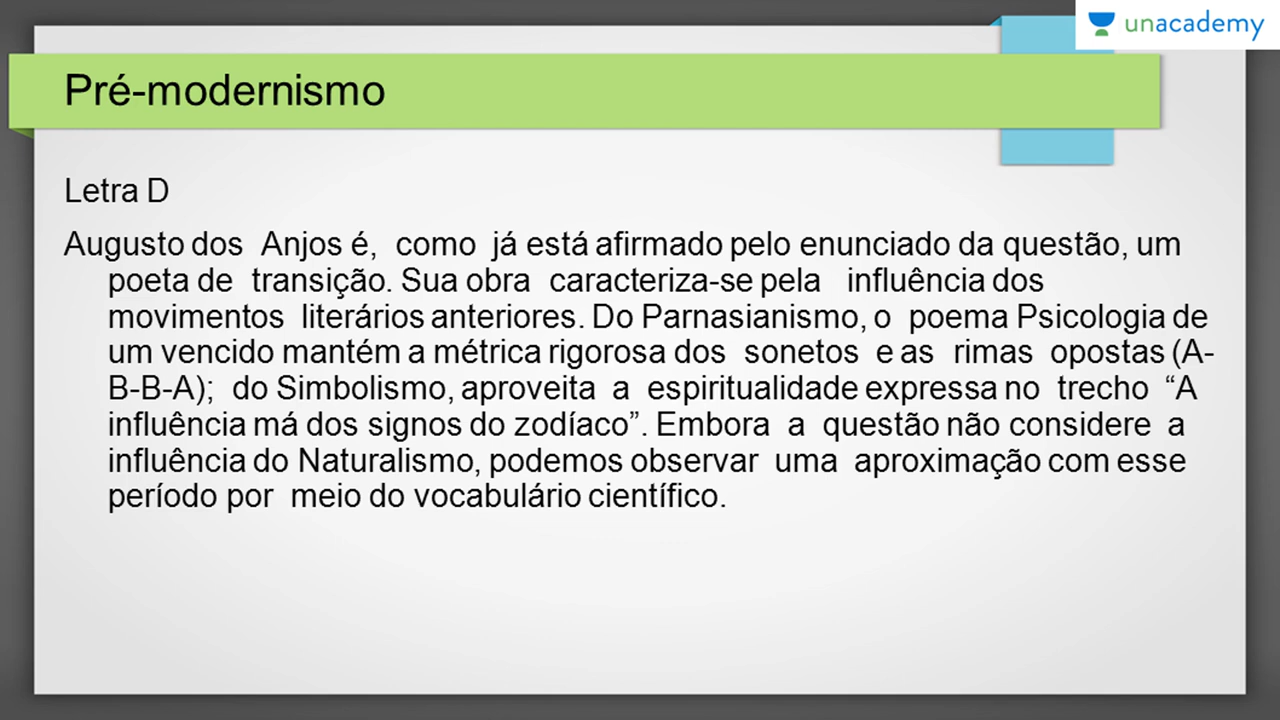 unacademy
Pré-modernismo
Letra D
Augusto dos Anjos é, como já está afirmado pelo enunciado da questão, um
poeta de transição. Sua obra caracteriza-se pela influência dos
movimentos literários anteriores. Do Parnasianismo, o poema Psicologia de
um vencido mantém a métrica rigorosa dos sonetos e as rimas opostas (A-
B-B-A); do Simbolismo, aproveita a espiritualidade expressa no trecho “A
influência má dos signos do zodíaco”. Embora a questão não considere a
influência do Naturalismo, podemos observar uma aproximação com esse
período por meio do vocabulário científico.